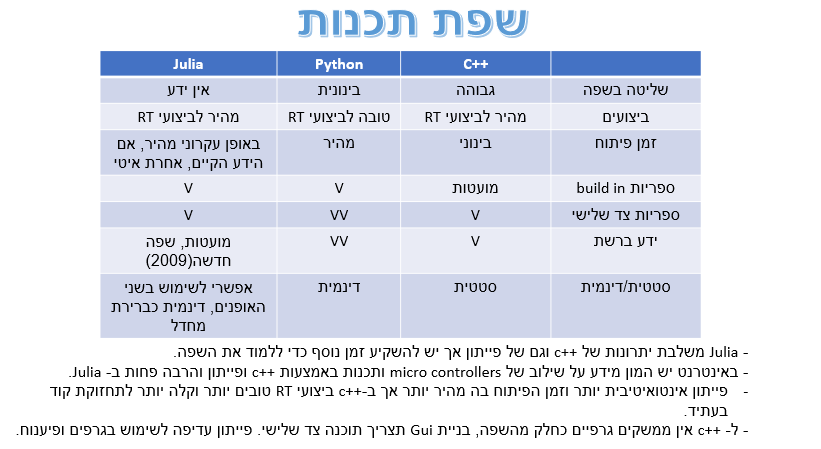 שפת תכנות
C++ Python Julia
שליטה בשפה גבוהה בינונית אין ידע
ביצועים מהיר לביצועי RT טובה לביצועי RT מהיר לביצועי RT
זמן פיתוח בינוני מהיר באופן עקרוני מהיר, אם
הידע הקיים, אחרת איטי
ספריות build in מועטות V V
ספריות צד שלישי V VV V
ידע ברשת V VV מועטות, שפה
חדשה(2009)
סטטית/דינמית סטטית דינמית אפשרי לשימוש בשני
האופנים, דינמית כברירת
מחדל
- Julia משלבת יתרונות של c++ וגם של פייתון אך יש להשקיע זמן נוסף כדי ללמוד את השפה.
- באינטרנט יש המון מידע על שילוב של micro controllers ותכנות באמצעות c++ ופייתון והרבה פחות ב- Julia.
- פייתון אינטואיטיבית יותר וזמן הפיתוח בה מהיר יותר אך ב-c++ ביצועי RT טובים יותר וקלה יותר לתחזוקת קוד
בעתיד.
- ל- c++ אין ממשקים גרפיים כחלק מהשפה, בניית Gui תצריך תוכנה צד שלישי. פייתון עדיפה לשימוש בגרפים ופיענוח.